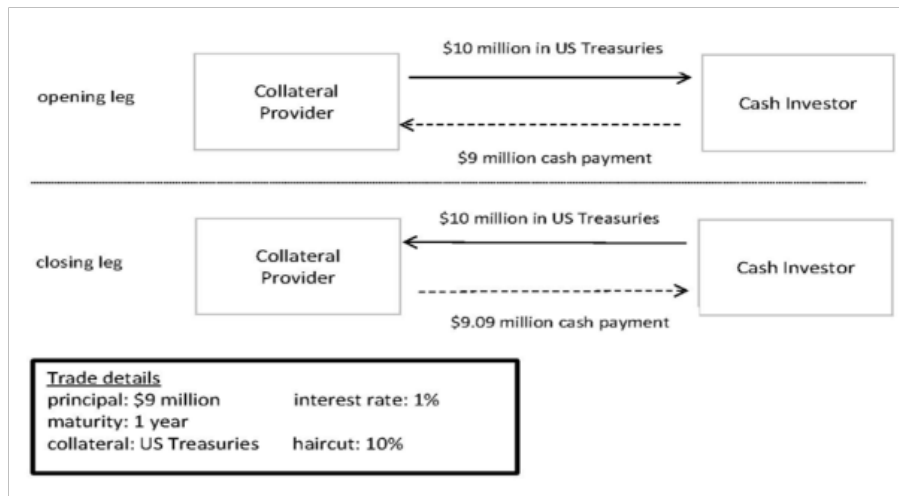 $10 million in US Treasuries
opening leg
Collateral
Provider
Cash Investor
$9 million cash payment
$10 million in US Treasuries
closing leg
Collateral
Provider
Cash Investor
$9.09 million cash payment
Trade details
principal: $9 million interest rate: 1%
maturity: 1 year
collateral: US Treasuries haircut: 10%